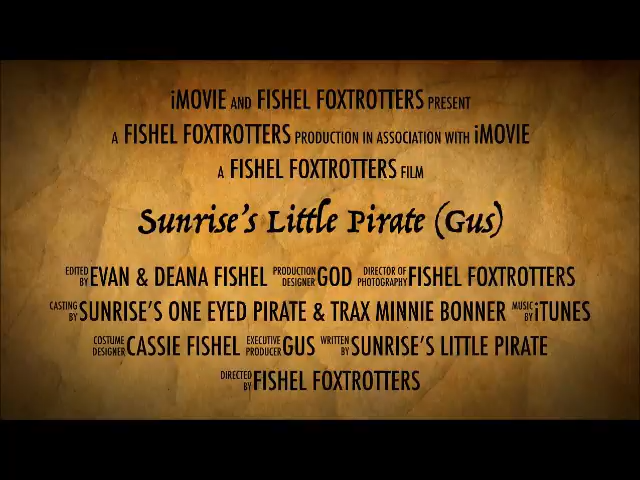 iMOVIE AND FISHEL FOXTROTTERS PRESENT
A FISHEL FOXTROTTERS PRODUCTION IN ASSOCIATION WITH iMOVIE
A FISHEL FOXTROTTERS FILM
Sunrise's Little Pirate (Gus)
EDITED BY EVAN & DEANA FISHEL PRODUCTION DESIGNER GOD DIRECTOR OF PHOTOGRAPHY FISHEL FOXTROTTERS
CASTING BY SUNRISE'S ONE EYED PIRATE & TRAX MINNIE BONNER MUSIC BY iTUNES
COSTUME DESIGNER CASSIE FISHEL EXECUTIVE PRODUCER GUS WRITTEN BY SUNRISE'S LITTLE PIRATE
DIRECTED BY FISHEL FOXTROTTERS